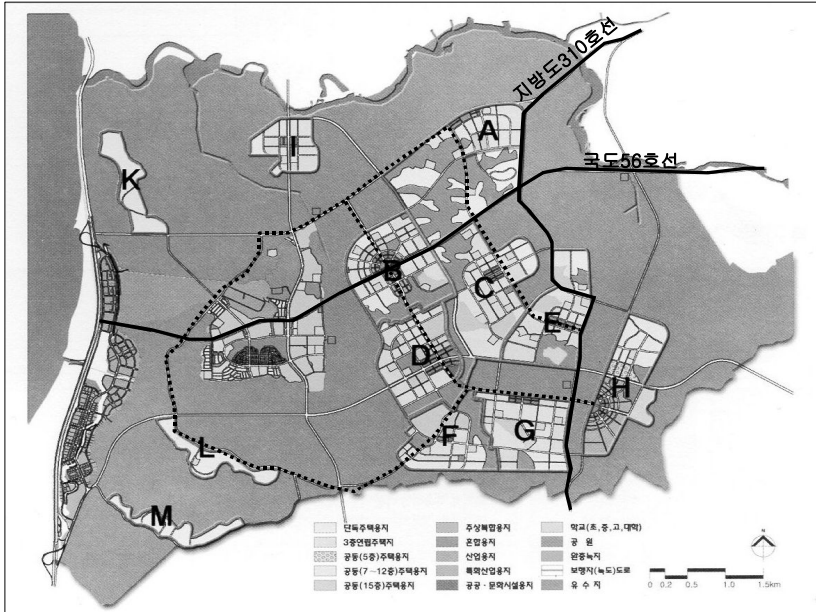 지방도310호선
국도56호선
A
I
K
B
C
E
D
H
L
F
G
M
단독주택용지
3층연립주택지
공동(5층)주택용지
공동(7-12층)주택용지
공동(15층)주택용지
주상복합용지
혼합용지
산업용지
특화산업용지
공공·문화시설용지
학교(초,중,고,대학)
공 원
완충녹지
보행자(녹도)도로
유 수 지
N
0 0.2 0.5 1.0 1.5km